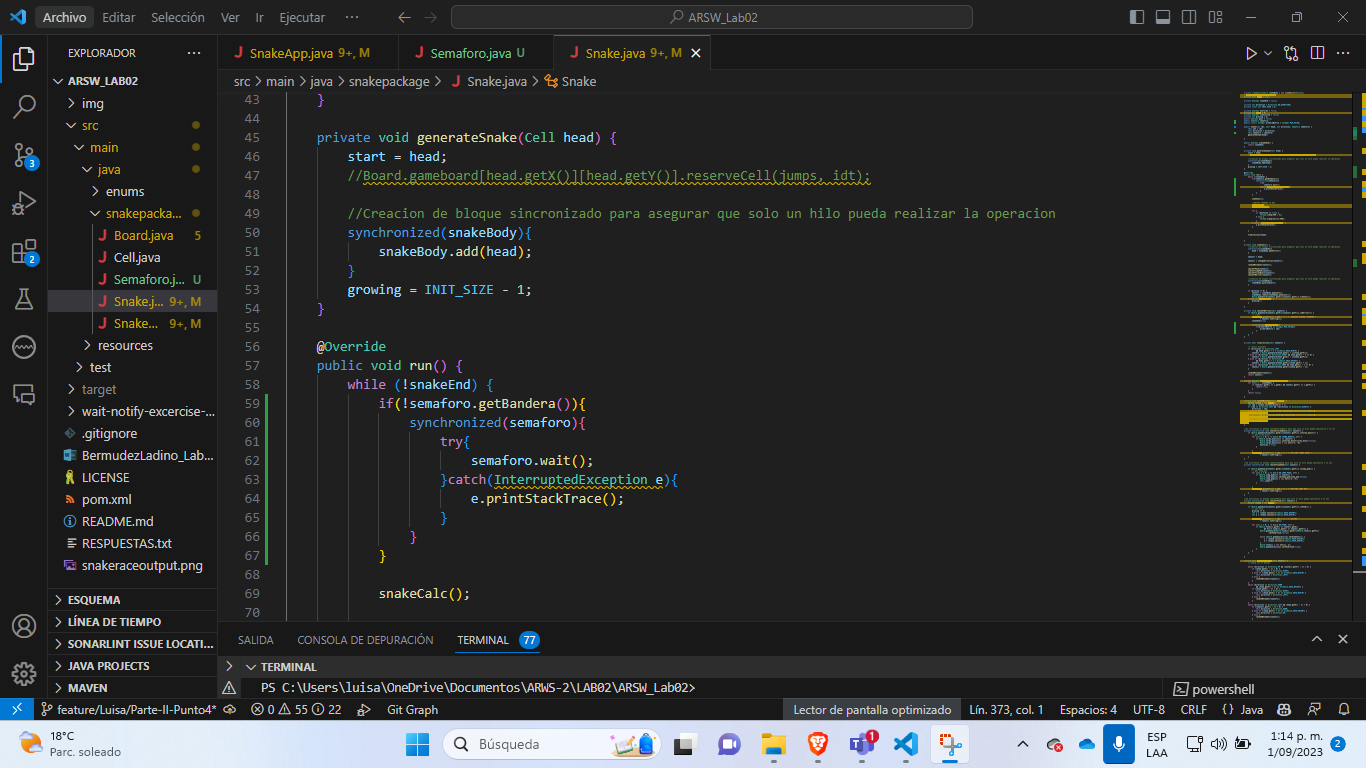 Archivo Editar Selección Ver Ir Ejecutar ··· ARSW_Lab02
EXPLORADOR ···
ARSW_LAB02
img
src
main
java
enums
snakepacka...
Board.java 5
Cell.java
Semaforo.j... U
Snake.j... 9+, M
Snake... 9+, M
resources
test
target
wait-notify-excercise-...
.gitignore
BermudezLadino_Lab...
LICENSE
pom.xml
README.md
RESPUESTAS.txt
snakeraceoutput.png
ESQUEMA
LÍNEA DE TIEMPO
SONARLINT ISSUE LOCATI...
JAVA PROJECTS
MAVEN
3
2
SnakeApp.java 9+, M Semaforo.java U Snake.java 9+, M
src > main > java > snakepackage > Snake.java > Snake
43 }
44
45 private void generateSnake(Cell head) {
46 start = head;
47 //Board.gameboard[head.getX()][head.getY()].reserveCell(jumps, idt);
48
49 //Creacion de bloque sincronizado para asegurar que solo un hilo pueda realizar la operacion
50 synchronized(snakeBody){
51 snakeBody.add(head);
52 }
53 growing = INIT_SIZE - 1;
54 }
55
56 @Override
57 public void run() {
58 while (!snakeEnd) {
59 if(!semaforo.getBandera()){
60 synchronized(semaforo){
61 try{
62 semaforo.wait();
63 }catch(InterruptedException e){
64 e.printStackTrace();
65 }
66 }
67 }
68
69 snakeCalc();
70
SALIDA CONSOLA DE DEPURACIÓN TERMINAL 77
TERMINAL
PS C:\Users\luisa\OneDrive\Documentos\ARWS-2\LAB02\ARSW_Lab02>
powershell
feature/Luisa/Parte-II-Punto4* 0 55 22 Git Graph Lector de pantalla optimizado Lín. 373, col. 1 Espacios: 4 UTF-8 CRLF {} Java
18°C
Parc. soleado
Búsqueda
1
ESP
LAA
1:14 p. m.
1/09/2023
2